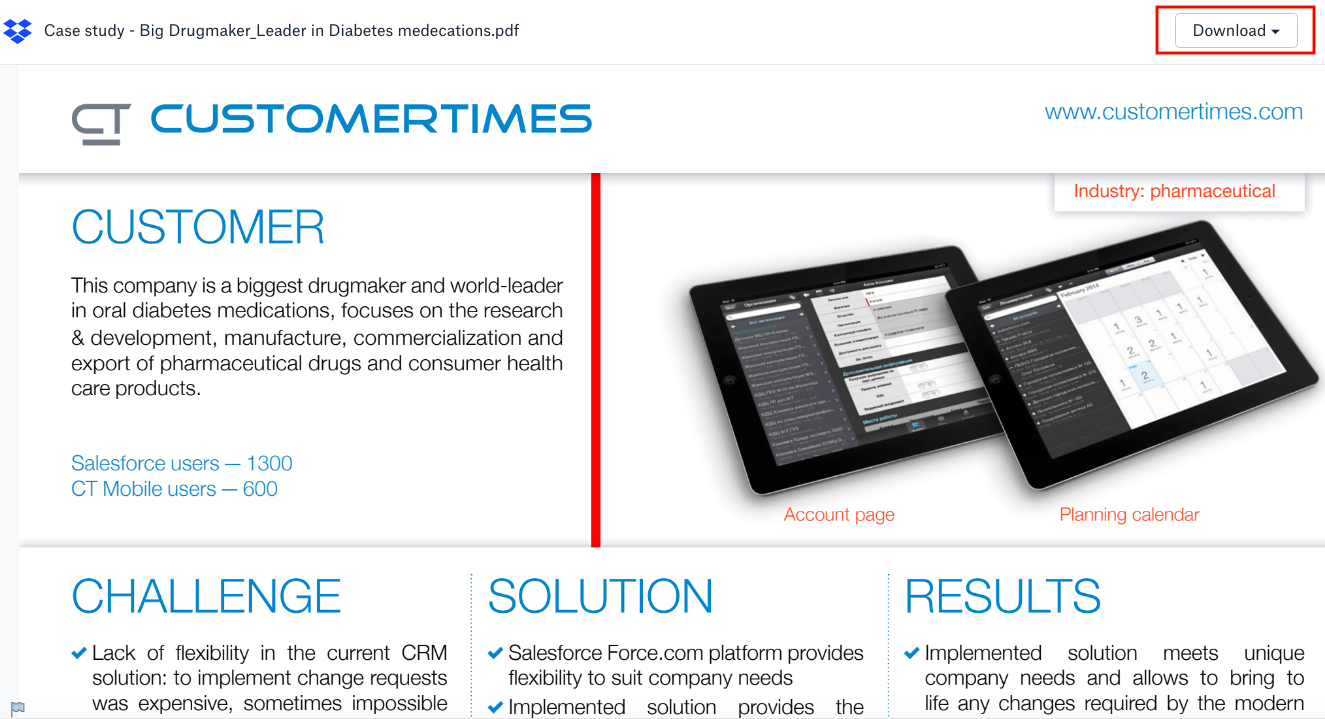 Case study - Big Drugmaker_Leader in Diabetes medecations.pdf
Download
CT CUSTOMERTIMES
www.customertimes.com
CUSTOMER
This company is a biggest drugmaker and world-leader
in oral diabetes medications, focuses on the research
& development, manufacture, commercialization and
export of pharmaceutical drugs and consumer health
care products.
Salesforce users — 1300
CT Mobile users — 600
Industry: pharmaceutical
Организации
February 2014
Account page
Planning calendar
CHALLENGE
Lack of flexibility in the current CRM
solution: to implement change requests
was expensive, sometimes impossible
SOLUTION
Salesforce Force.com platform provides
flexibility to suit company needs
Implemented solution provides the
RESULTS
Implemented solution meets unique
company needs and allows to bring to
life any changes required by the modern